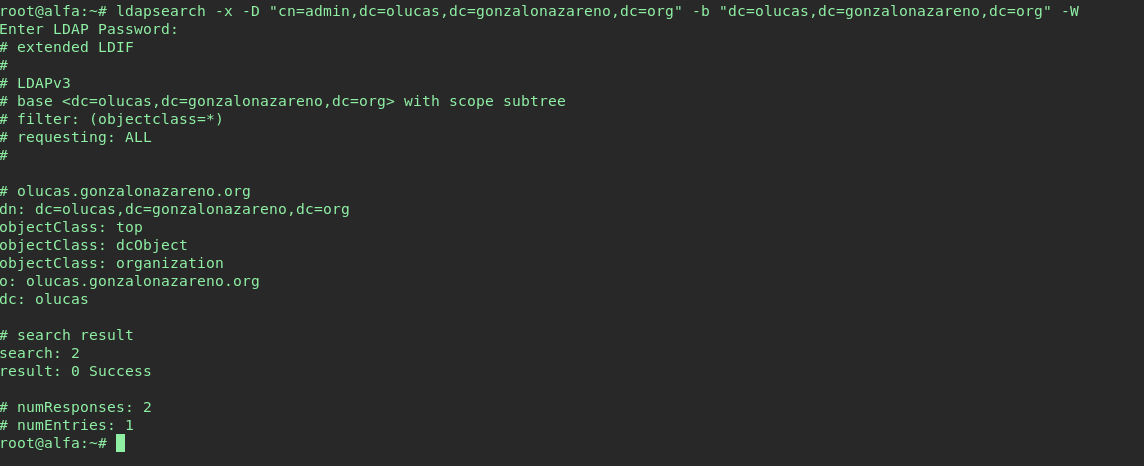 root@alfa:~# ldapsearch -x -D "cn=admin,dc=olucas,dc=gonzalonazareno,dc=org" -b "dc=olucas,dc=gonzalonazareno,dc=org" -W
Enter LDAP Password:
# extended LDIF
#
# LDAPv3
# base <dc=olucas,dc=gonzalonazareno,dc=org> with scope subtree
# filter: (objectclass=*)
# requesting: ALL
#

# olucas.gonzalonazareno.org
dn: dc=olucas,dc=gonzalonazareno,dc=org
objectClass: top
objectClass: dcObject
objectClass: organization
o: olucas.gonzalonazareno.org
dc: olucas

# search result
search: 2
result: 0 Success

# numResponses: 2
# numEntries: 1
root@alfa:~#